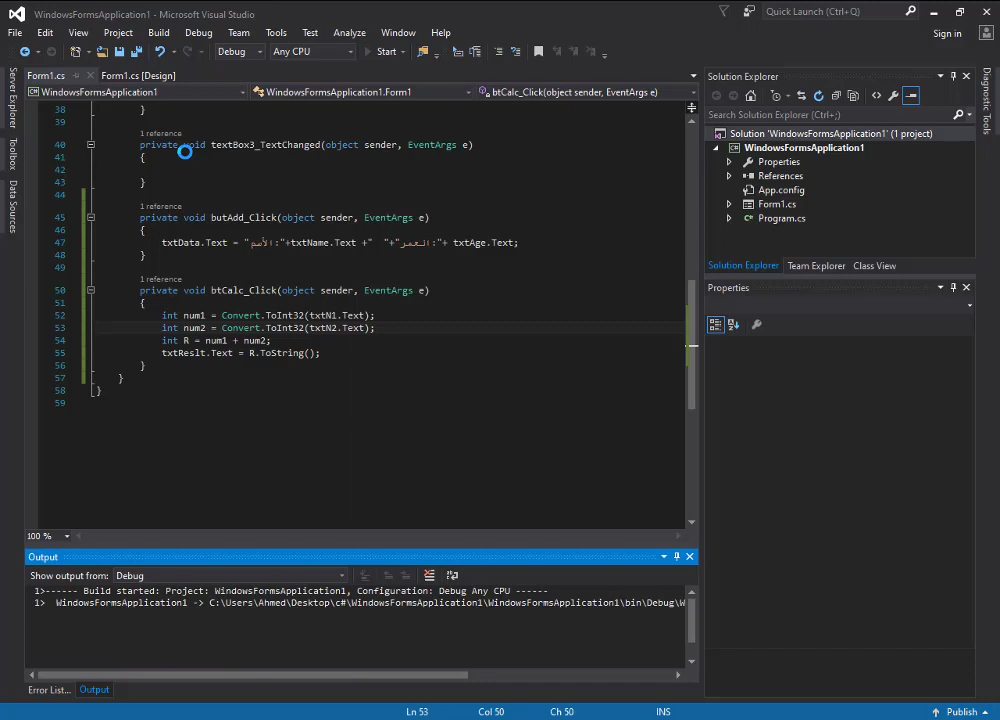 WindowsFormsApplication1 - Microsoft Visual Studio
Quick Launch (Ctrl+Q)
File Edit View Project Build Debug Team Tools Test Analyze Window Help
Sign in
Debug Any CPU Start
Form1.cs Form1.cs [Design]
WindowsFormsApplication1 WindowsFormsApplication1.Form1 btCalc_Click(object sender, EventArgs e)
Server Explorer
Toolbox
Data Sources
38 }
39
1 reference
40 private void textBox3_TextChanged(object sender, EventArgs e)
41 {
42
43 }
44
1 reference
45 private void butAdd_Click(object sender, EventArgs e)
46 {
47 txtData.Text = "الأسم:"+txtName.Text +"  "+"العمر:"+ txtAge.Text;
48 }
49
1 reference
50 private void btCalc_Click(object sender, EventArgs e)
51 {
52 int num1 = Convert.ToInt32(txtN1.Text);
53 int num2 = Convert.ToInt32(txtN2.Text);
54 int R = num1 + num2;
55 txtReslt.Text = R.ToString();
56 }
57 }
58 }
59
100 %
Output
Show output from: Debug
1>------ Build started: Project: WindowsFormsApplication1, Configuration: Debug Any CPU ------
1>  WindowsFormsApplication1 -> C:\Users\Ahmed\Desktop\c#\WindowsFormsApplication1\WindowsFormsApplication1\bin\Debug\W
Error List... Output
Solution Explorer
Search Solution Explorer (Ctrl+;)
Solution 'WindowsFormsApplication1' (1 project)
WindowsFormsApplication1
Properties
References
App.config
Form1.cs
Program.cs
Solution Explorer Team Explorer Class View
Properties
Diagnostic Tools
Ln 53 Col 50 Ch 50 INS Publish